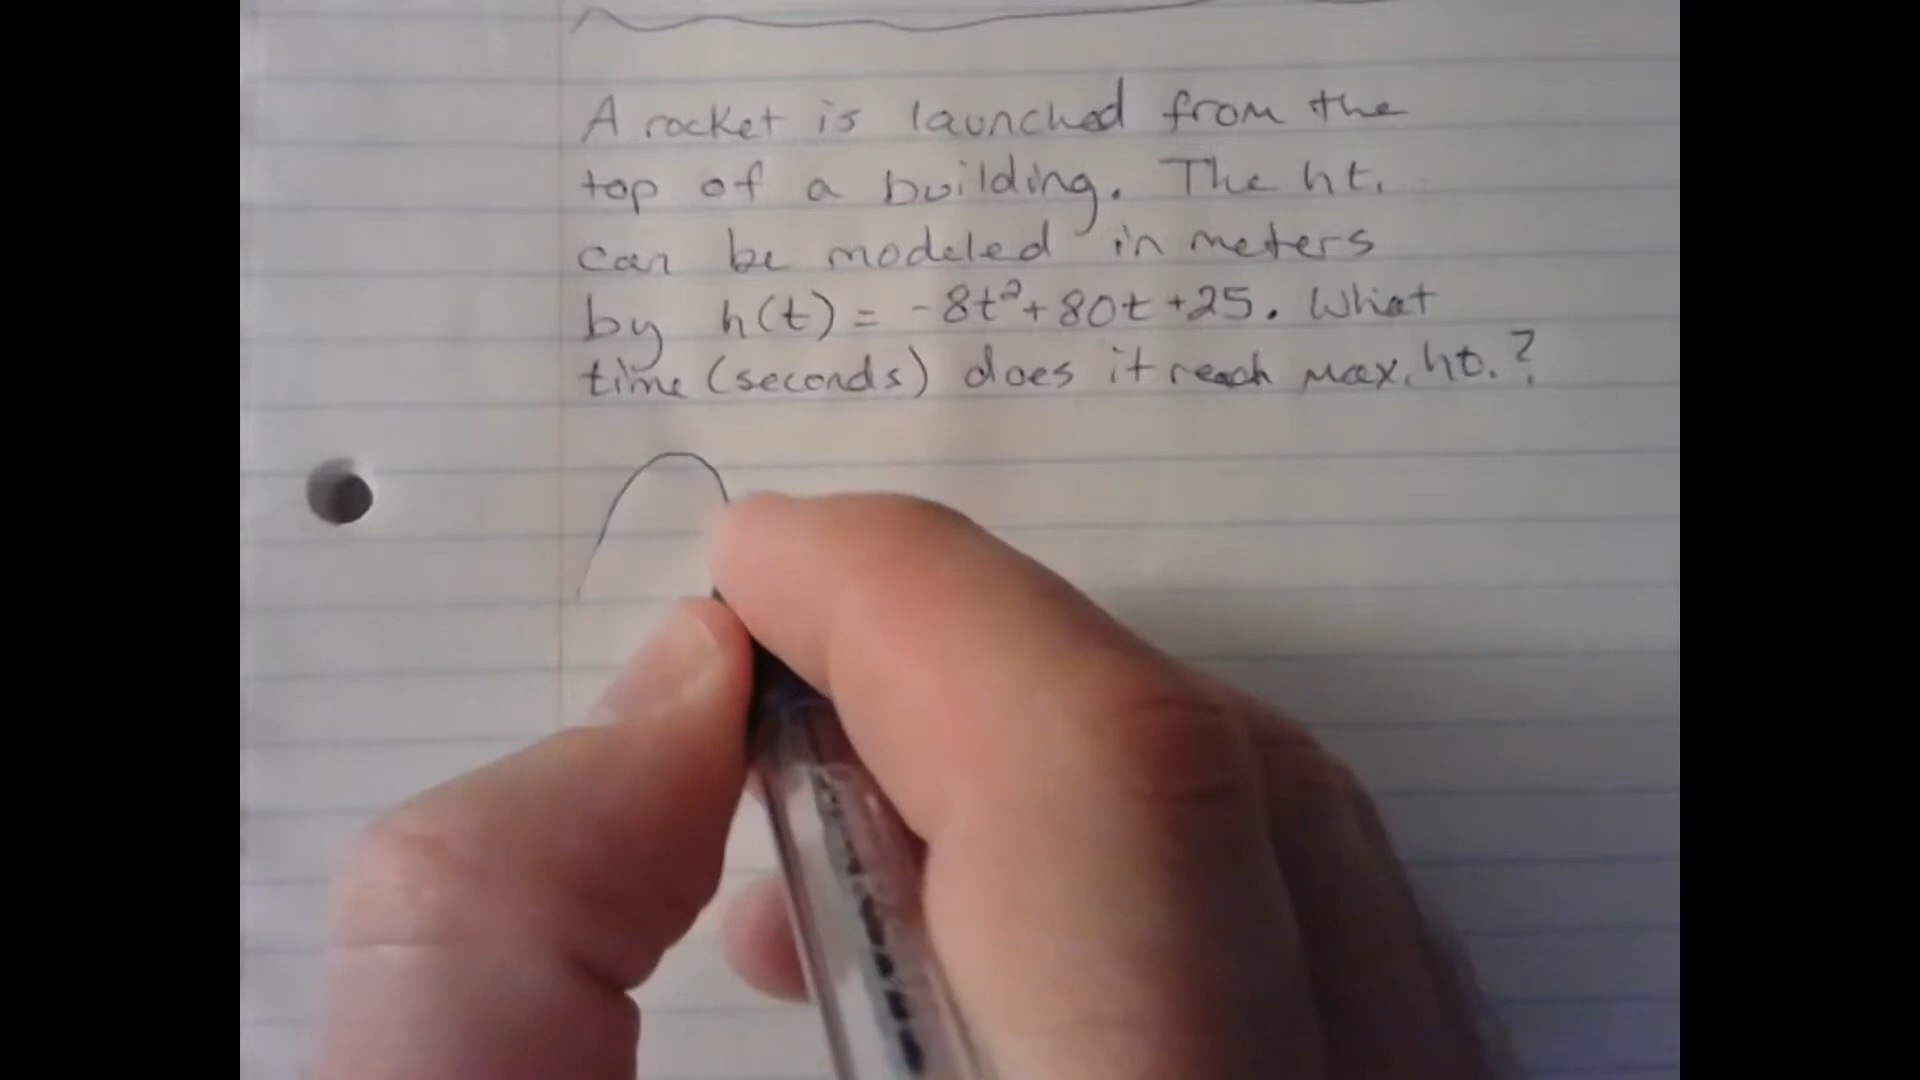 A rocket is launched from the
top of a building. The ht.
can be modeled in meters
by h(t) = -8t²+80t+25. What
time (seconds) does it reach max. ht.?